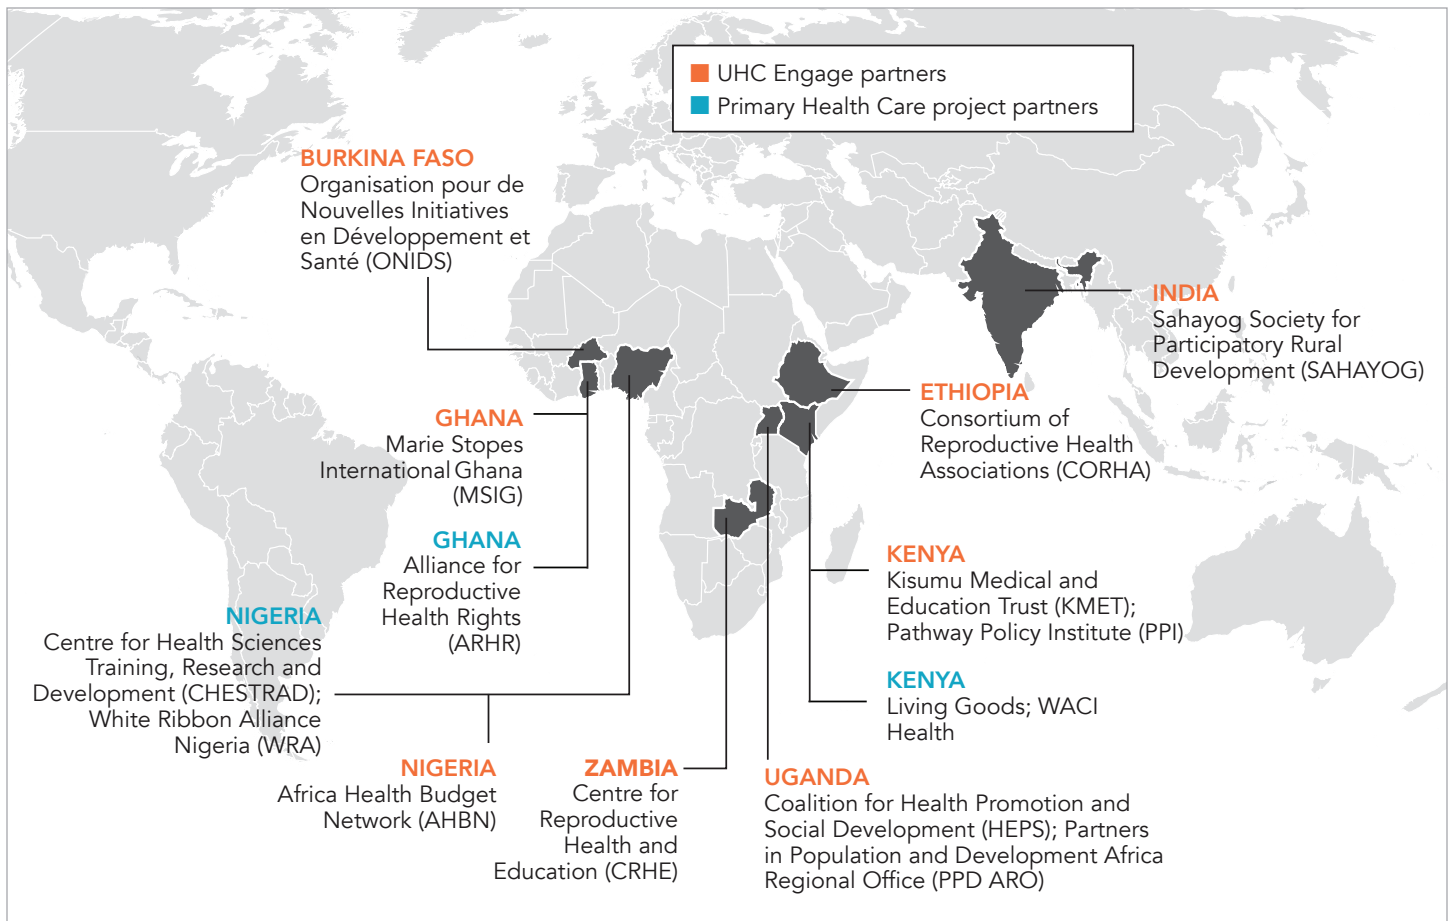 UHC Engage partners
Primary Health Care project partners
BURKINA FASO
Organisation pour de
Nouvelles Initiatives
en Développement et
Santé (ONIDS)
INDIA
Sahayog Society for
Participatory Rural
Development (SAHAYOG)
ETHIOPIA
Consortium of
Reproductive Health
Associations (CORHA)
GHANA
Marie Stopes
International Ghana
(MSIG)
GHANA
Alliance for
Reproductive
Health Rights
(ARHR)
KENYA
Kisumu Medical and
Education Trust (KMET);
Pathway Policy Institute (PPI)
KENYA
Living Goods; WACI
Health
NIGERIA
Centre for Health Sciences
Training, Research and
Development (CHESTRAD);
White Ribbon Alliance
Nigeria (WRA)
NIGERIA
Africa Health Budget
Network (AHBN)
ZAMBIA
Centre for
Reproductive
Health and
Education (CRHE)
UGANDA
Coalition for Health Promotion and
Social Development (HEPS); Partners
in Population and Development Africa
Regional Office (PPD ARO)